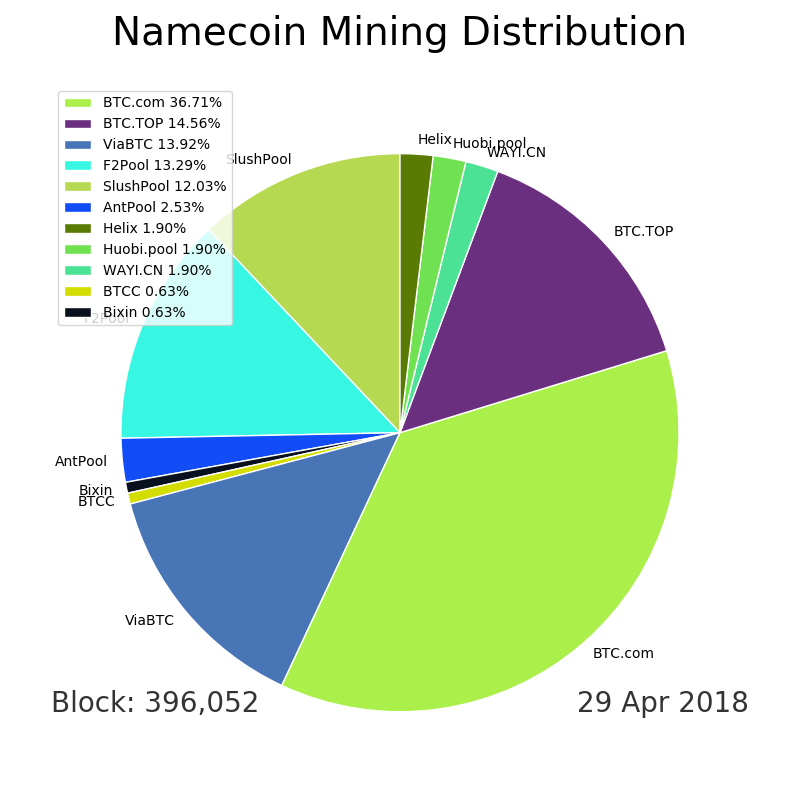 Namecoin Mining Distribution
BTC.com 36.71%
BTC.TOP 14.56%
ViaBTC 13.92%
F2Pool 13.29%
SlushPool 12.03%
AntPool 2.53%
Helix 1.90%
Huobi.pool 1.90%
WAYI.CN 1.90%
BTCC 0.63%
Bixin 0.63%
Helix
Huobi.pool
WAYI.CN
SlushPool
BTC.TOP
F2Pool
AntPool
Bixin
BTCC
ViaBTC
BTC.com
Block: 396,052
29 Apr 2018